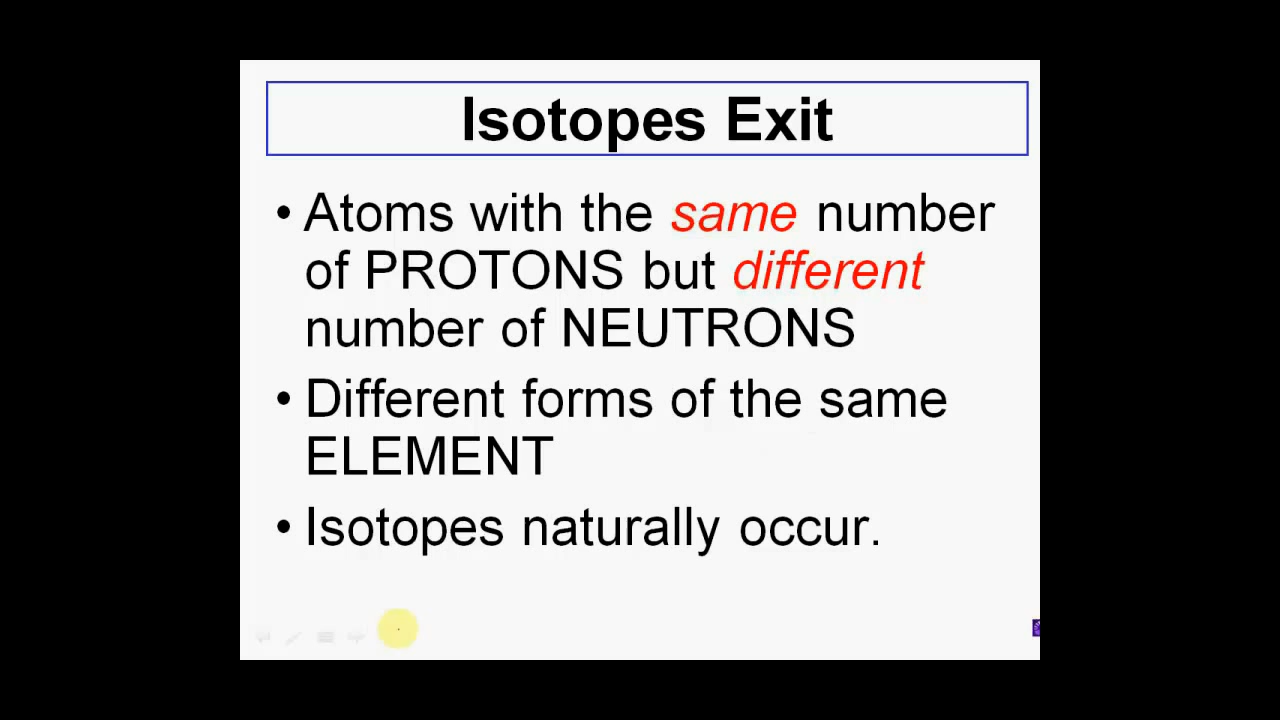 Isotopes Exit
• Atoms with the same number
of PROTONS but different
number of NEUTRONS
• Different forms of the same
ELEMENT
• Isotopes naturally occur.